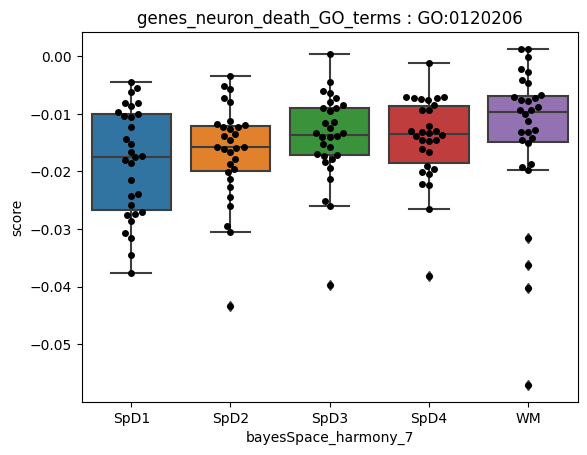 genes_neuron_death_GO_terms : GO:0120206
0.00
−0.01
−0.02
−0.03
−0.04
−0.05
score
SpD1 SpD2 SpD3 SpD4 WM
bayesSpace_harmony_7